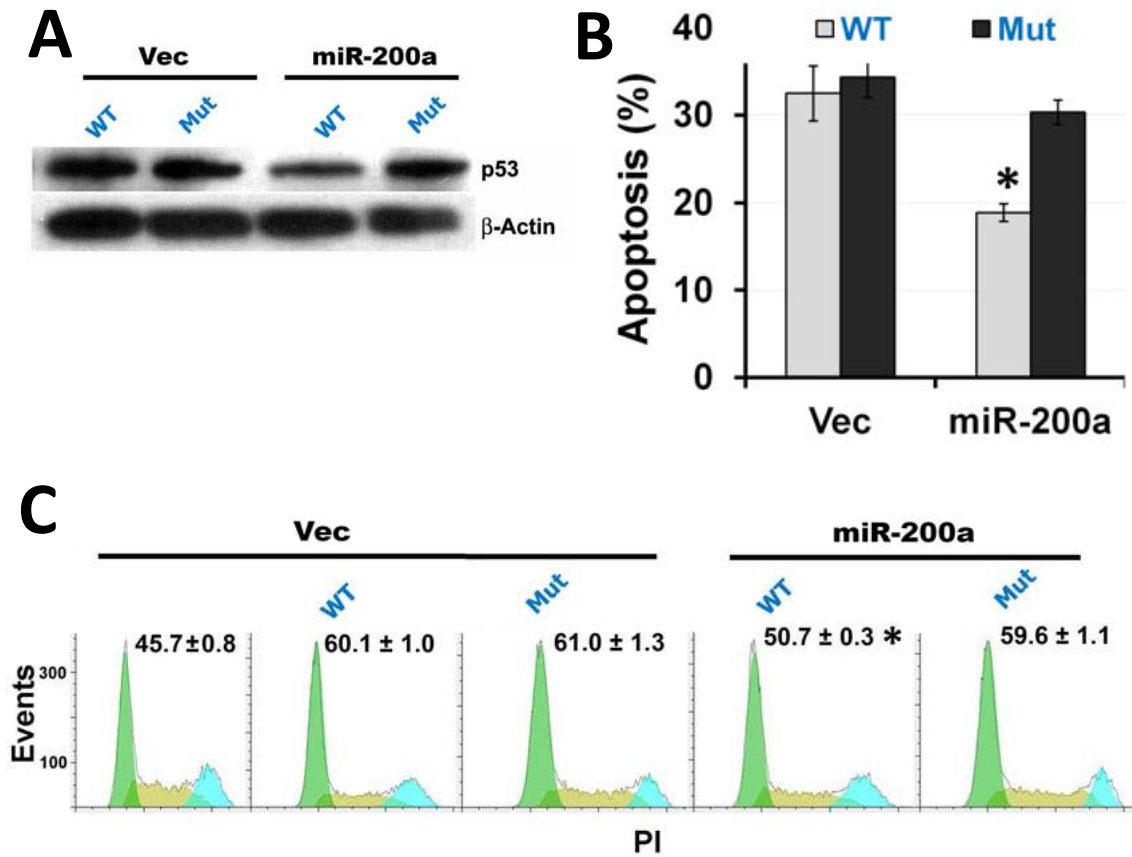 A
Vec miR-200a
WT Mut WT Mut
p53
β-Actin
B
WT Mut
40
30
20
10
0
Apoptosis (%)
*
Vec miR-200a
C
Vec miR-200a
WT Mut WT Mut
45.7±0.8 60.1 ± 1.0 61.0 ± 1.3 50.7 ± 0.3 * 59.6 ± 1.1
300
100
Events
PI